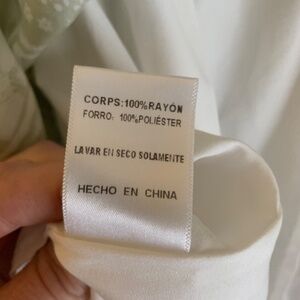 CORPS:100%RAYÓN
FORRO: 100%POLIÉSTER
LAVAR EN SECO SOLAMENTE
HECHO EN CHINA